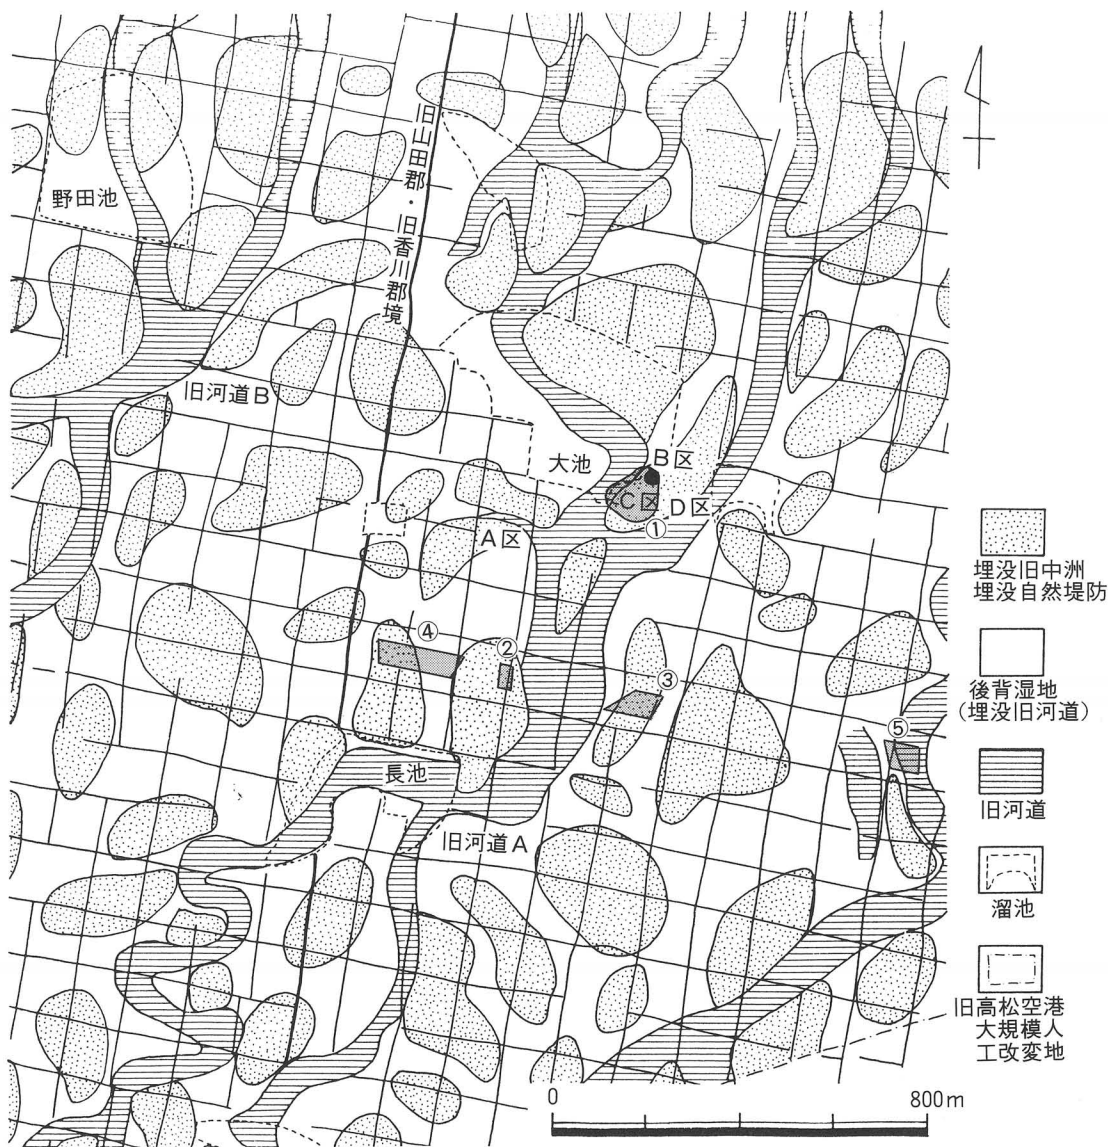 旧山田郡・旧香川郡境
野田池
旧河道B
大池
B区
C区
D区
①
A区
④
②
③
⑤
長池
旧河道A
埋没旧中洲
埋没自然堤防
後背湿地
(埋没旧河道)
旧河道
溜池
旧高松空港
大規模人
工改変地
0
800m